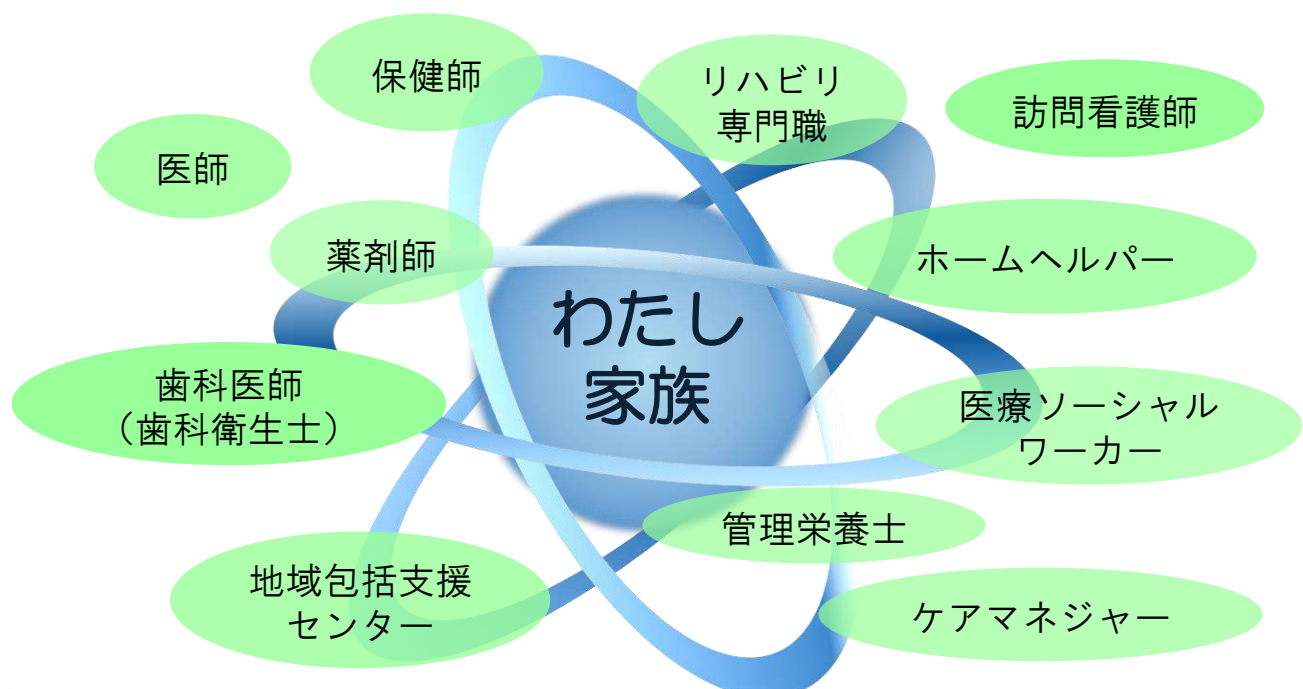 保健師
リハビリ
専門職
訪問看護師
医師
薬剤師
ホームヘルパー
わたし
家族
歯科医師
（歯科衛生士）
医療ソーシャル
ワーカー
管理栄養士
地域包括支援
センター
ケアマネジャー